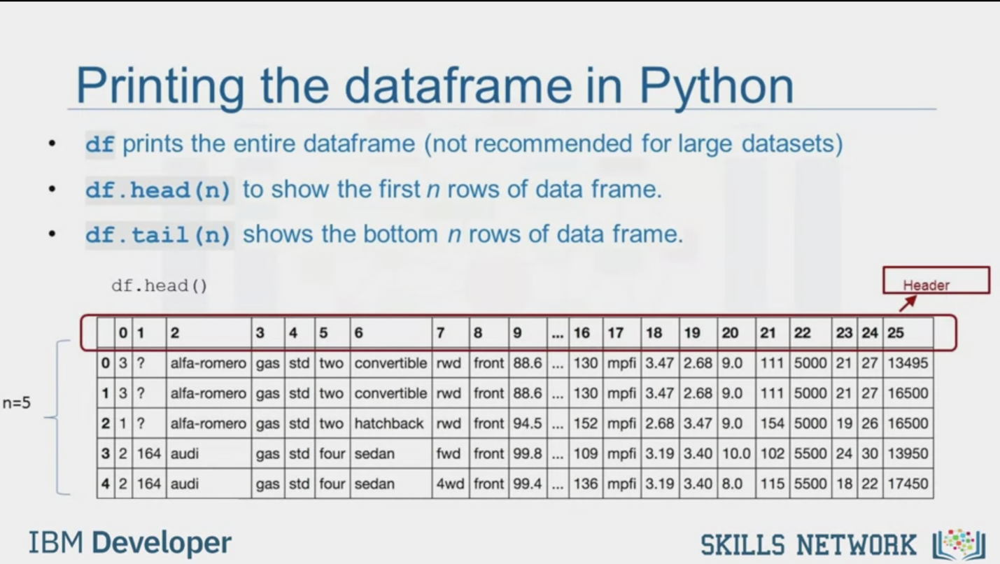 Printing the dataframe in Python
• df prints the entire dataframe (not recommended for large datasets)
• df.head(n) to show the first n rows of data frame.
• df.tail(n) shows the bottom n rows of data frame.
df.head()
Header
0 1 2 3 4 5 6 7 8 9 ... 16 17 18 19 20 21 22 23 24 25
0 3 ? alfa-romero gas std two convertible rwd front 88.6 ... 130 mpfi 3.47 2.68 9.0 111 5000 21 27 13495
1 3 ? alfa-romero gas std two convertible rwd front 88.6 ... 130 mpfi 3.47 2.68 9.0 111 5000 21 27 16500
n=5
2 1 ? alfa-romero gas std two hatchback rwd front 94.5 ... 152 mpfi 2.68 3.47 9.0 154 5000 19 26 16500
3 2 164 audi gas std four sedan fwd front 99.8 ... 109 mpfi 3.19 3.40 10.0 102 5500 24 30 13950
4 2 164 audi gas std four sedan 4wd front 99.4 ... 136 mpfi 3.19 3.40 8.0 115 5500 18 22 17450
IBM Developer
SKILLS NETWORK